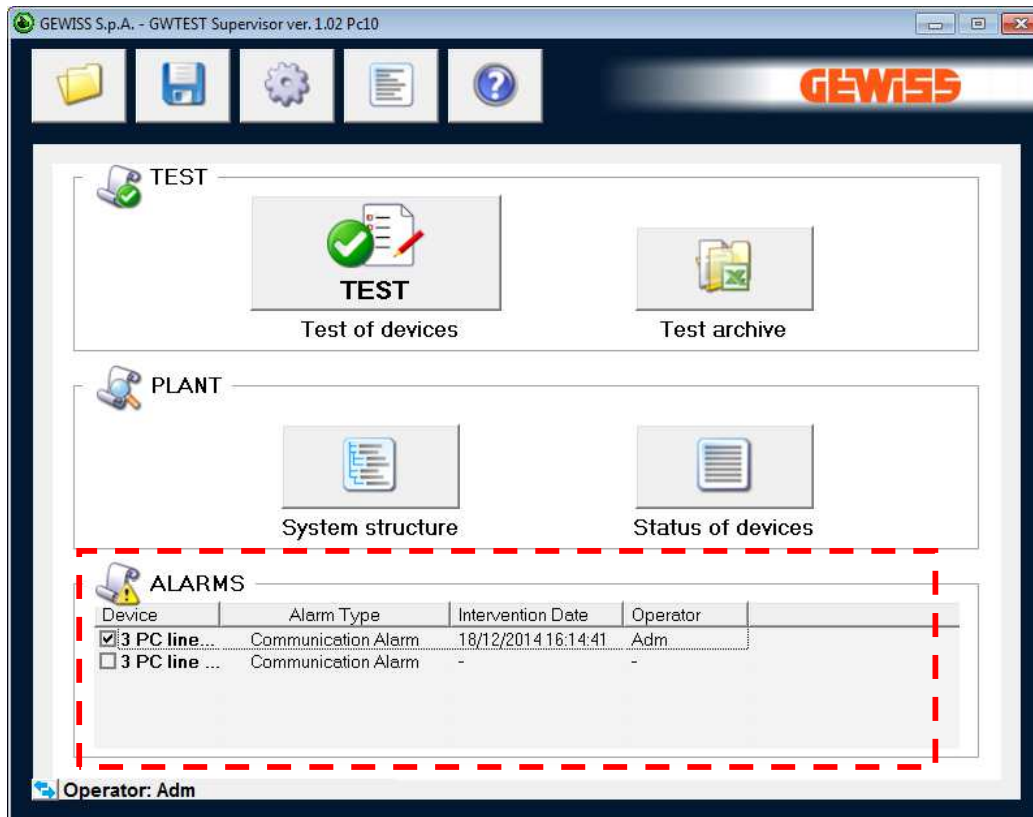 GEWISS S.p.A. - GWTEST Supervisor ver. 1.02 Pc10
GEWISS
TEST
TEST
Test of devices
Test archive
PLANT
System structure
Status of devices
ALARMS
Device Alarm Type Intervention Date Operator
3 PC line... Communication Alarm 18/12/2014 16:14:41 Adm
3 PC line ... Communication Alarm - -
Operator: Adm